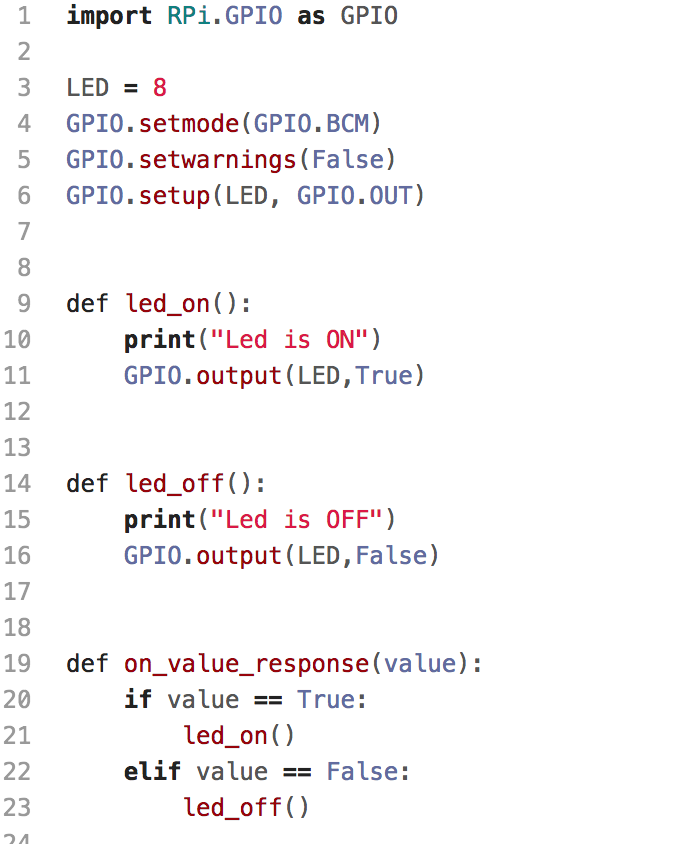 1 import RPi.GPIO as GPIO
2
3 LED = 8
4 GPIO.setmode(GPIO.BCM)
5 GPIO.setwarnings(False)
6 GPIO.setup(LED, GPIO.OUT)
7
8
9 def led_on():
10     print("Led is ON")
11     GPIO.output(LED,True)
12
13
14 def led_off():
15     print("Led is OFF")
16     GPIO.output(LED,False)
17
18
19 def on_value_response(value):
20     if value == True:
21         led_on()
22     elif value == False:
23         led_off()
24